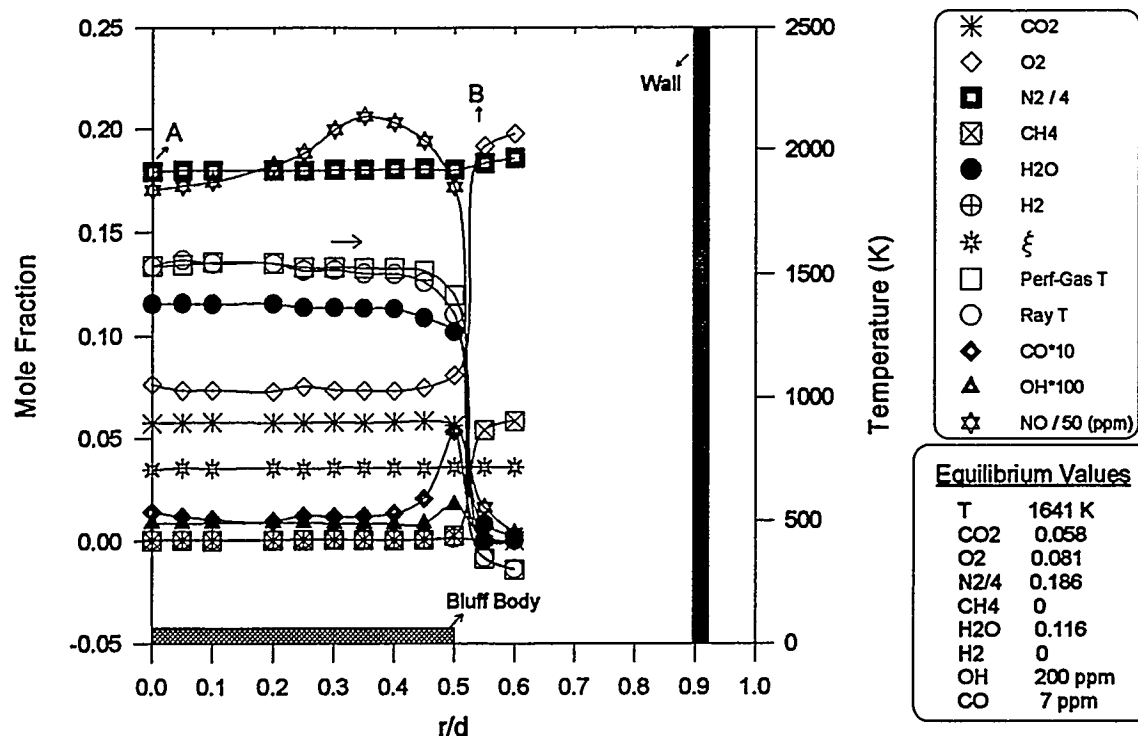 0.25
0.20
0.15
0.10
0.05
0.00
-0.05
Mole Fraction
A
B
Wall
Bluff Body
0.0 0.1 0.2 0.3 0.4 0.5 0.6 0.7 0.8 0.9 1.0
r/d
2500
2000
1500
1000
500
0
Temperature (K)
CO2
O2
N2 / 4
CH4
H2O
H2
ξ
Perf-Gas T
Ray T
CO*10
OH*100
NO / 50 (ppm)
Equilibrium Values
T 1641 K
CO2 0.058
O2 0.081
N2/4 0.186
CH4 0
H2O 0.116
H2 0
OH 200 ppm
CO 7 ppm